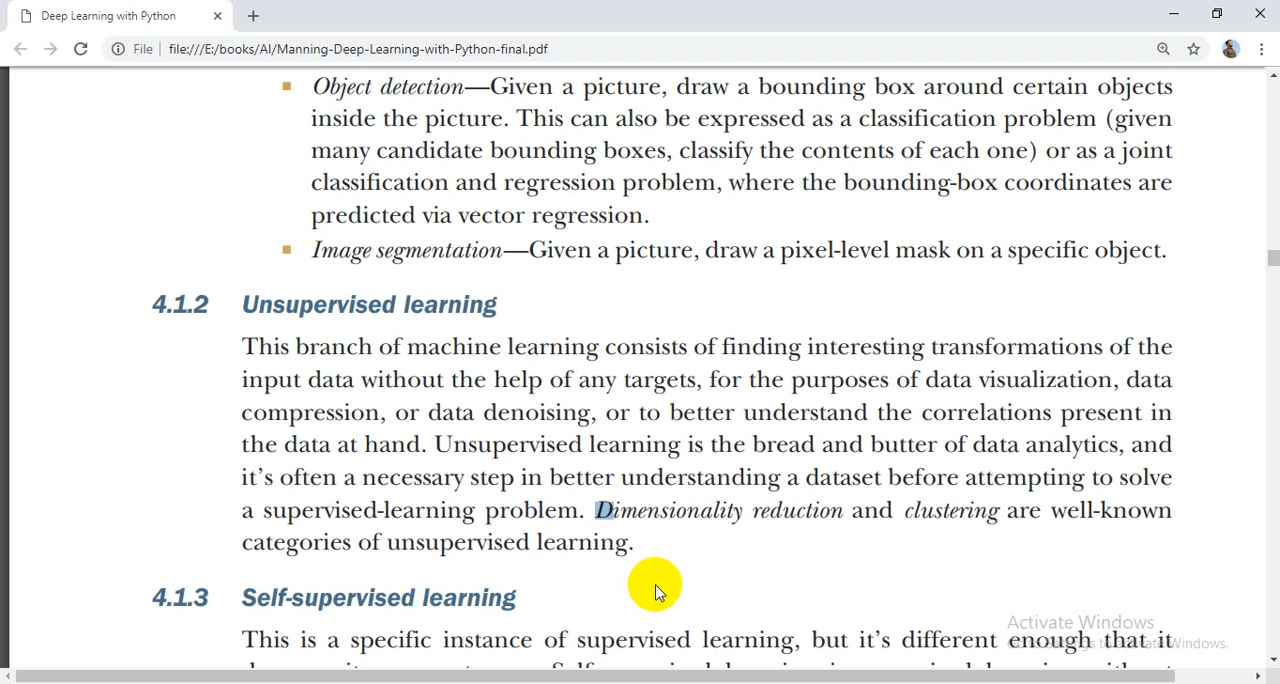 Deep Learning with Python
File
file:///E:/books/AI/Manning-Deep-Learning-with-Python-final.pdf
Object detection—Given a picture, draw a bounding box around certain objects
inside the picture. This can also be expressed as a classification problem (given
many candidate bounding boxes, classify the contents of each one) or as a joint
classification and regression problem, where the bounding-box coordinates are
predicted via vector regression.
Image segmentation—Given a picture, draw a pixel-level mask on a specific object.
4.1.2 Unsupervised learning
This branch of machine learning consists of finding interesting transformations of the
input data without the help of any targets, for the purposes of data visualization, data
compression, or data denoising, or to better understand the correlations present in
the data at hand. Unsupervised learning is the bread and butter of data analytics, and
it's often a necessary step in better understanding a dataset before attempting to solve
a supervised-learning problem. Dimensionality reduction and clustering are well-known
categories of unsupervised learning.
4.1.3 Self-supervised learning
Activate Windows
This is a specific instance of supervised learning, but it's different enough that it
Go to Settings to activate Windows.